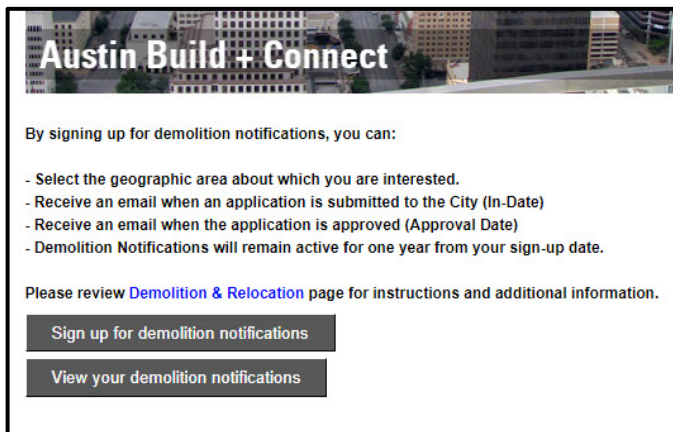 Austin Build + Connect
By signing up for demolition notifications, you can:
- Select the geographic area about which you are interested.
- Receive an email when an application is submitted to the City (In-Date)
- Receive an email when the application is approved (Approval Date)
- Demolition Notifications will remain active for one year from your sign-up date.
Please review Demolition & Relocation page for instructions and additional information.
Sign up for demolition notifications
View your demolition notifications